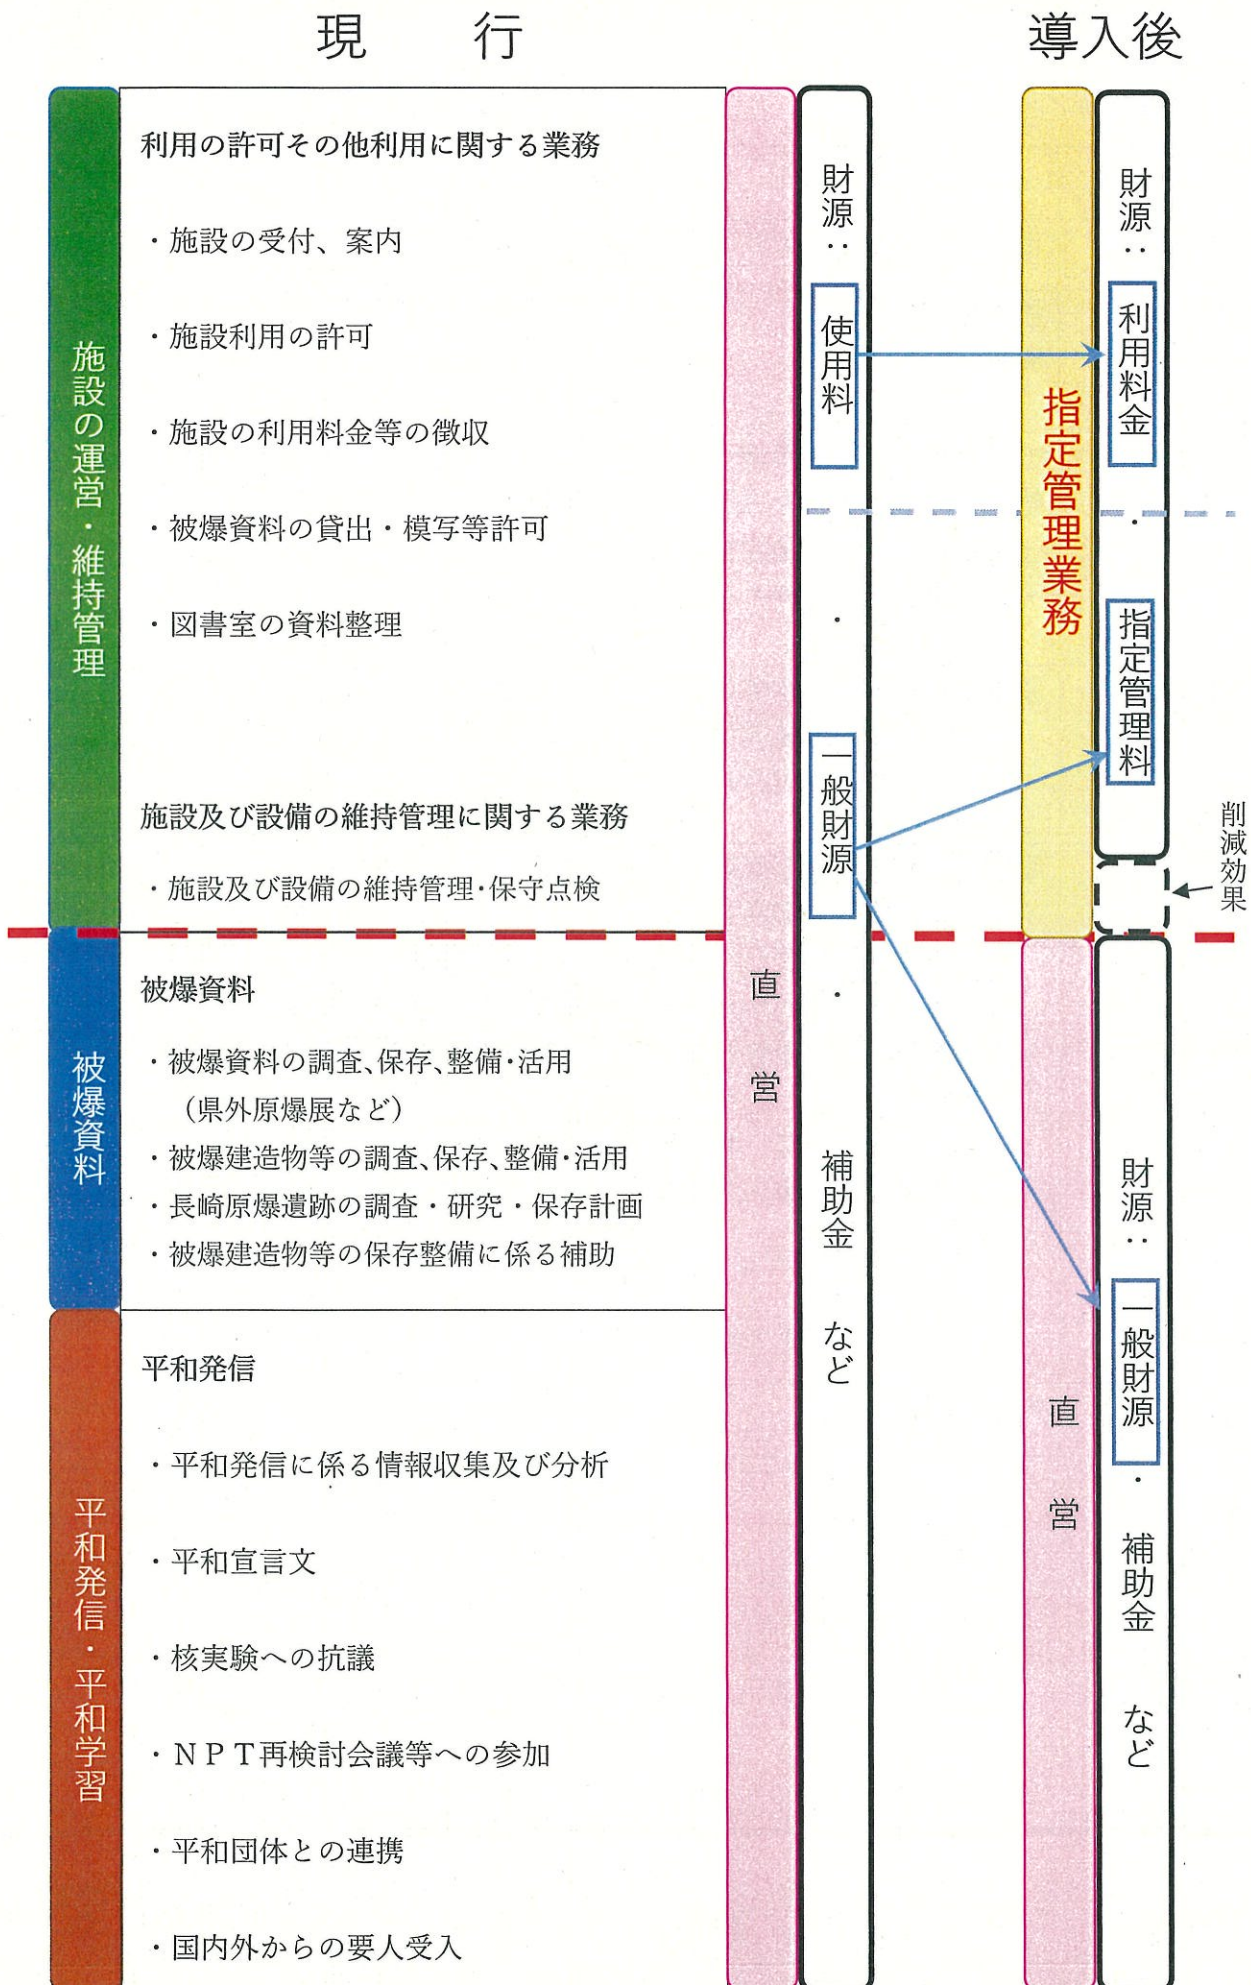 現　行
導入後
施設の運営・維持管理
利用の許可その他利用に関する業務
・施設の受付、案内
・施設利用の許可
・施設の利用料金等の徴収
・被爆資料の貸出・模写等許可
・図書室の資料整理
施設及び設備の維持管理に関する業務
・施設及び設備の維持管理・保守点検
被爆資料
被爆資料
・被爆資料の調査、保存、整備・活用
（県外原爆展など）
・被爆建造物等の調査、保存、整備・活用
・長崎原爆遺跡の調査・研究・保存計画
・被爆建造物等の保存整備に係る補助
平和発信・平和学習
平和発信
・平和発信に係る情報収集及び分析
・平和宣言文
・核実験への抗議
・ＮＰＴ再検討会議等への参加
・平和団体との連携
・国内外からの要人受入
直営
財源：使用料・一般財源・補助金　など
指定管理業務
財源：利用料金・指定管理料
削減効果
直営
財源：一般財源・補助金　など